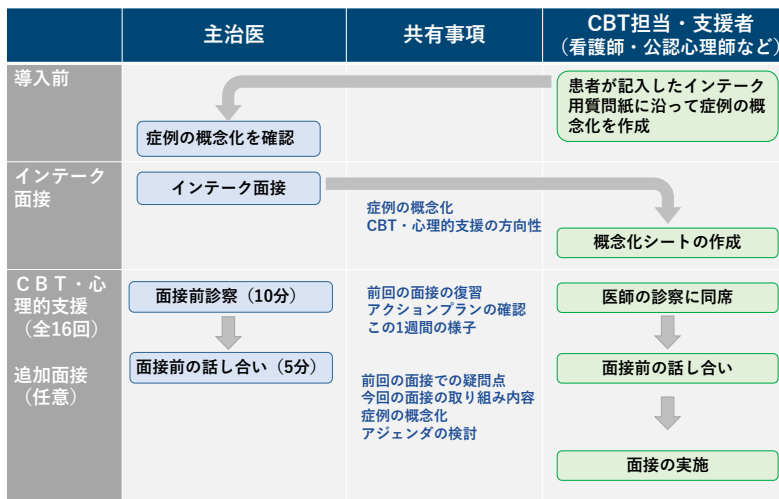 主治医
共有事項
CBT担当・支援者
（看護師・公認心理師など）
導入前
患者が記入したインテーク
用質問紙に沿って症例の概
念化を作成
症例の概念化を確認
インテーク
面接
インテーク面接
症例の概念化
CBT・心理的支援の方向性
概念化シートの作成
ＣＢＴ・心
理的支援
（全16回）
面接前診察（10分）
前回の面接の復習
アクションプランの確認
この1週間の様子
医師の診察に同席
追加面接
（任意）
面接前の話し合い（5分）
前回の面接での疑問点
今回の面接の取り組み内容
症例の概念化
アジェンダの検討
面接前の話し合い
面接の実施